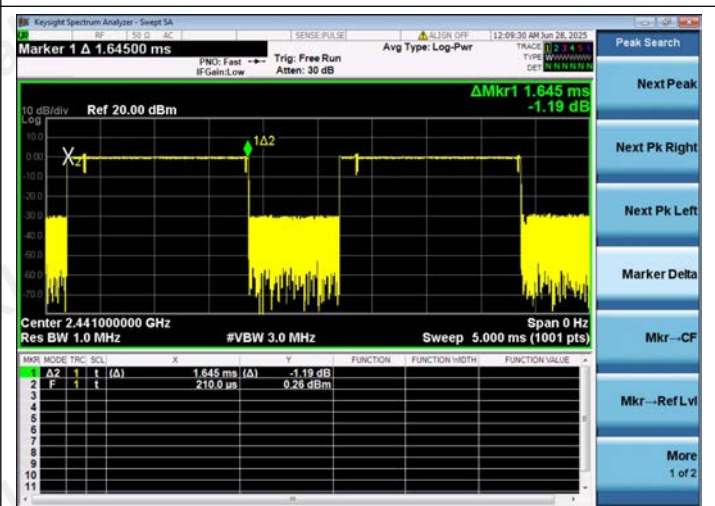 Keysight Spectrum Analyzer - Swept SA
RF 50 Ω AC SENSE:PULSE ALIGN OFF 12:09:30 AM Jun 28, 2025
Marker 1 Δ 1.64500 ms
PNO: Fast
IFGain:Low
Trig: Free Run
Atten: 30 dB
Avg Type: Log-Pwr
TRACE 1 2 3 4 5 6
TYPE WWWWWW
DET N N N N N N
Peak Search
ΔMkr1 1.645 ms
-1.19 dB
10 dB/div Ref 20.00 dBm
Log
10.0
0.00
-10.0
-20.0
-30.0
-40.0
-50.0
-60.0
-70.0
X2
1Δ2
Center 2.441000000 GHz Span 0 Hz
Res BW 1.0 MHz #VBW 3.0 MHz Sweep 5.000 ms (1001 pts)
MKR MODE TRC SCL X Y FUNCTION FUNCTION WIDTH FUNCTION VALUE
1 Δ2 1 t (Δ) 1.645 ms (Δ) -1.19 dB
2 F 1 t 210.0 µs 0.26 dBm
3
4
5
6
7
8
9
10
11
Next Peak
Next Pk Right
Next Pk Left
Marker Delta
Mkr→CF
Mkr→Ref Lvl
More
1 of 2